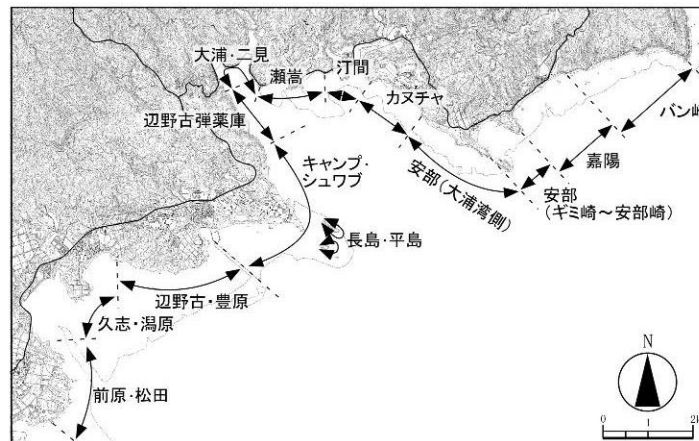 大浦・二見
瀬嵩
汀間
カヌチャ
バン崎
辺野古弾薬庫
キャンプ・
シュワブ
嘉陽
安部(大浦湾側)
安部
(ギミ崎~安部崎)
長島・平島
辺野古・豊原
久志・潟原
前原・松田
N
0
1
2k